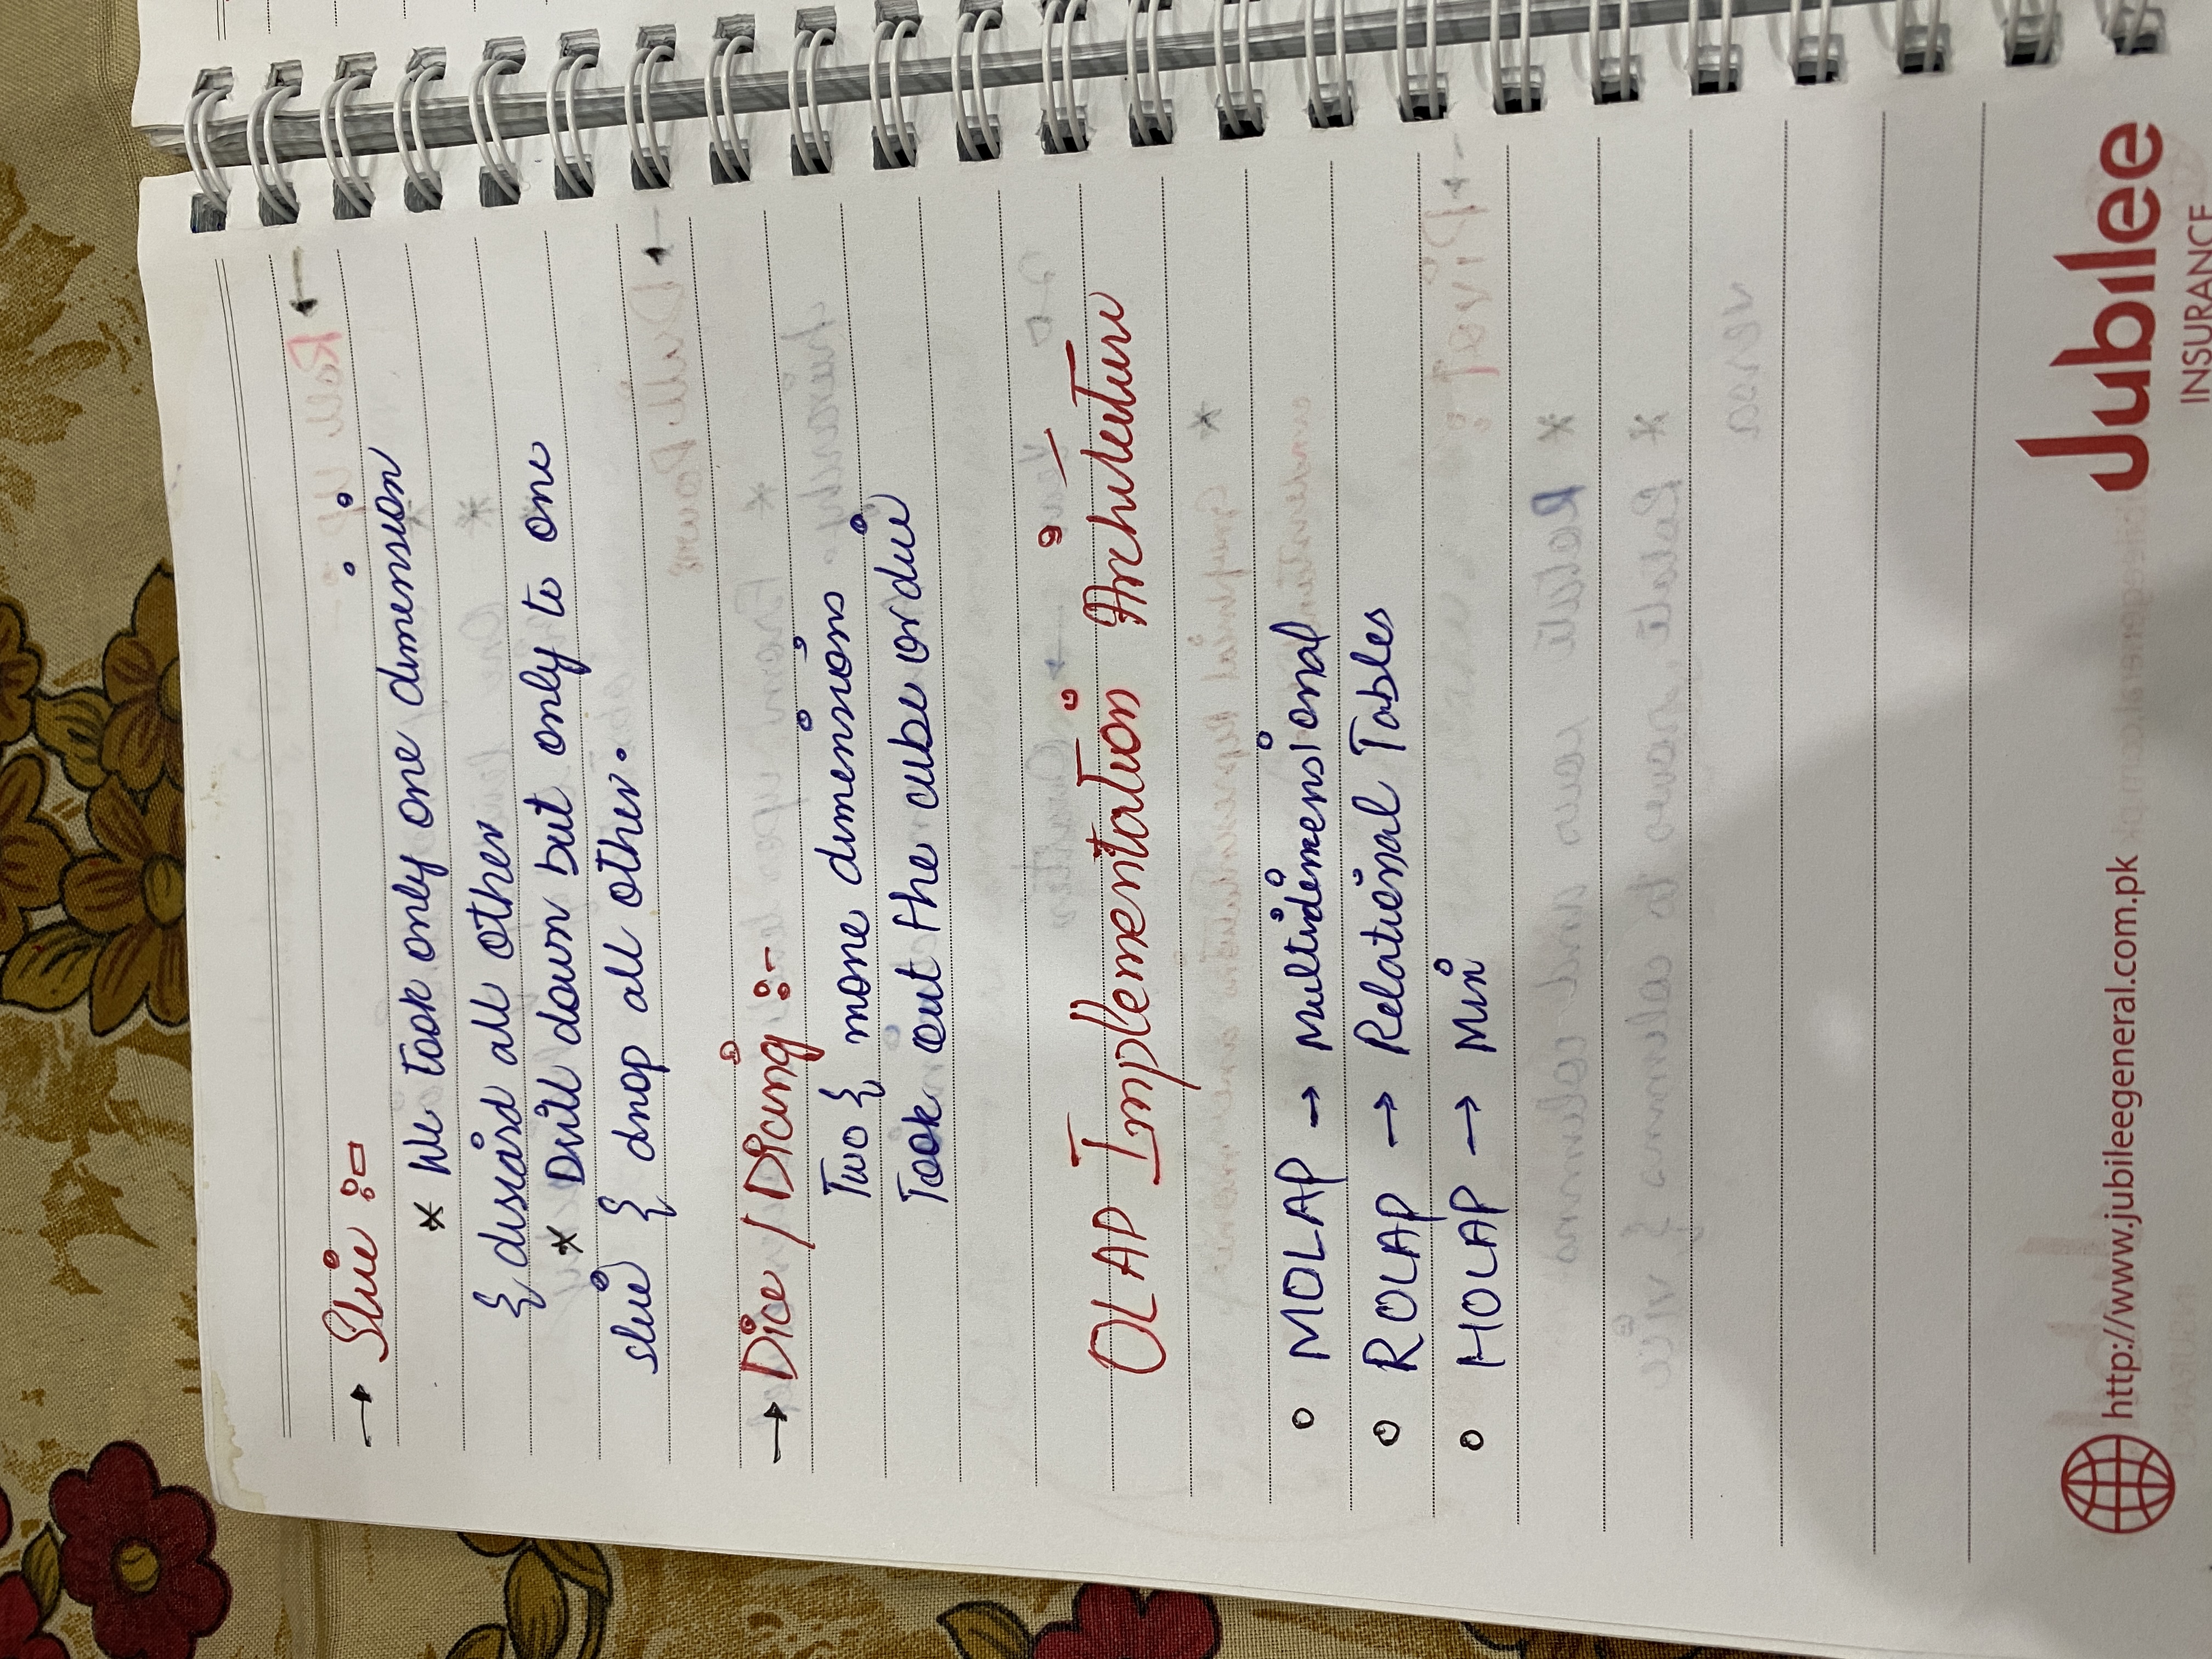 → Slice :-
* We took only one dimension
& discard all other
* Drill down but only to one
slice & drop all other.
→ Dice / Dicing :-
Two & more dimensions
Took out the cube or dice
OLAP Implementation Architecture
o MOLAP → Multidimensional
o ROLAP → Relational Tables
o HOLAP → Mix
http://www.jubileegeneral.com.pk
Jubilee
INSURANCE